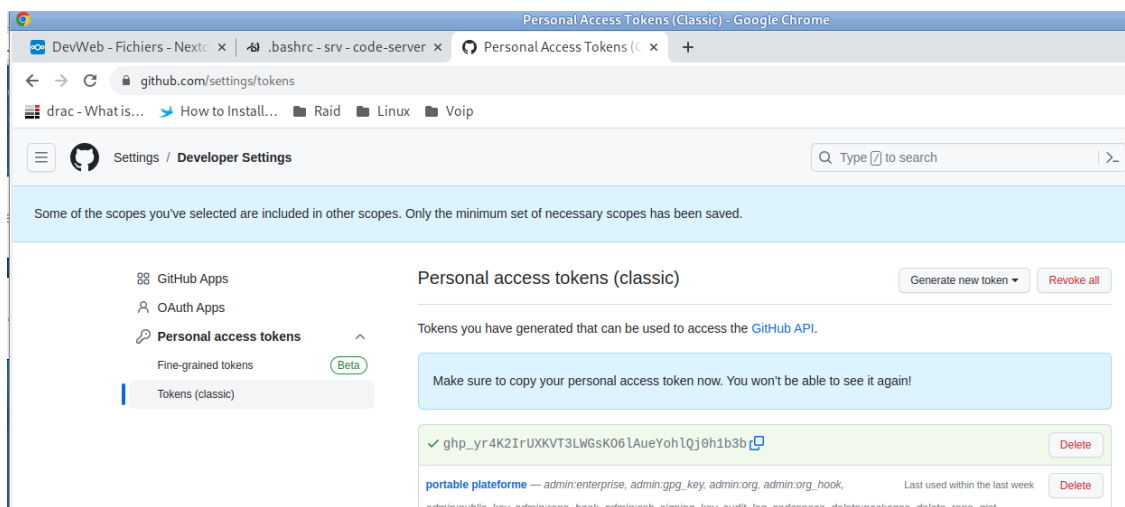 Personal Access Tokens (Classic) - Google Chrome
DevWeb - Fichiers - Nextc
.bashrc - srv - code-server
Personal Access Tokens (C
github.com/settings/tokens
drac - What is... How to Install... Raid Linux Voip
Settings / Developer Settings
Type / to search
Some of the scopes you've selected are included in other scopes. Only the minimum set of necessary scopes has been saved.
GitHub Apps
OAuth Apps
Personal access tokens
Fine-grained tokens Beta
Tokens (classic)
Personal access tokens (classic)
Generate new token
Revoke all
Tokens you have generated that can be used to access the GitHub API.
Make sure to copy your personal access token now. You won't be able to see it again!
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
Delete
portable plateforme — admin:enterprise, admin:gpg_key, admin:org, admin:org_hook,
Last used within the last week
Delete